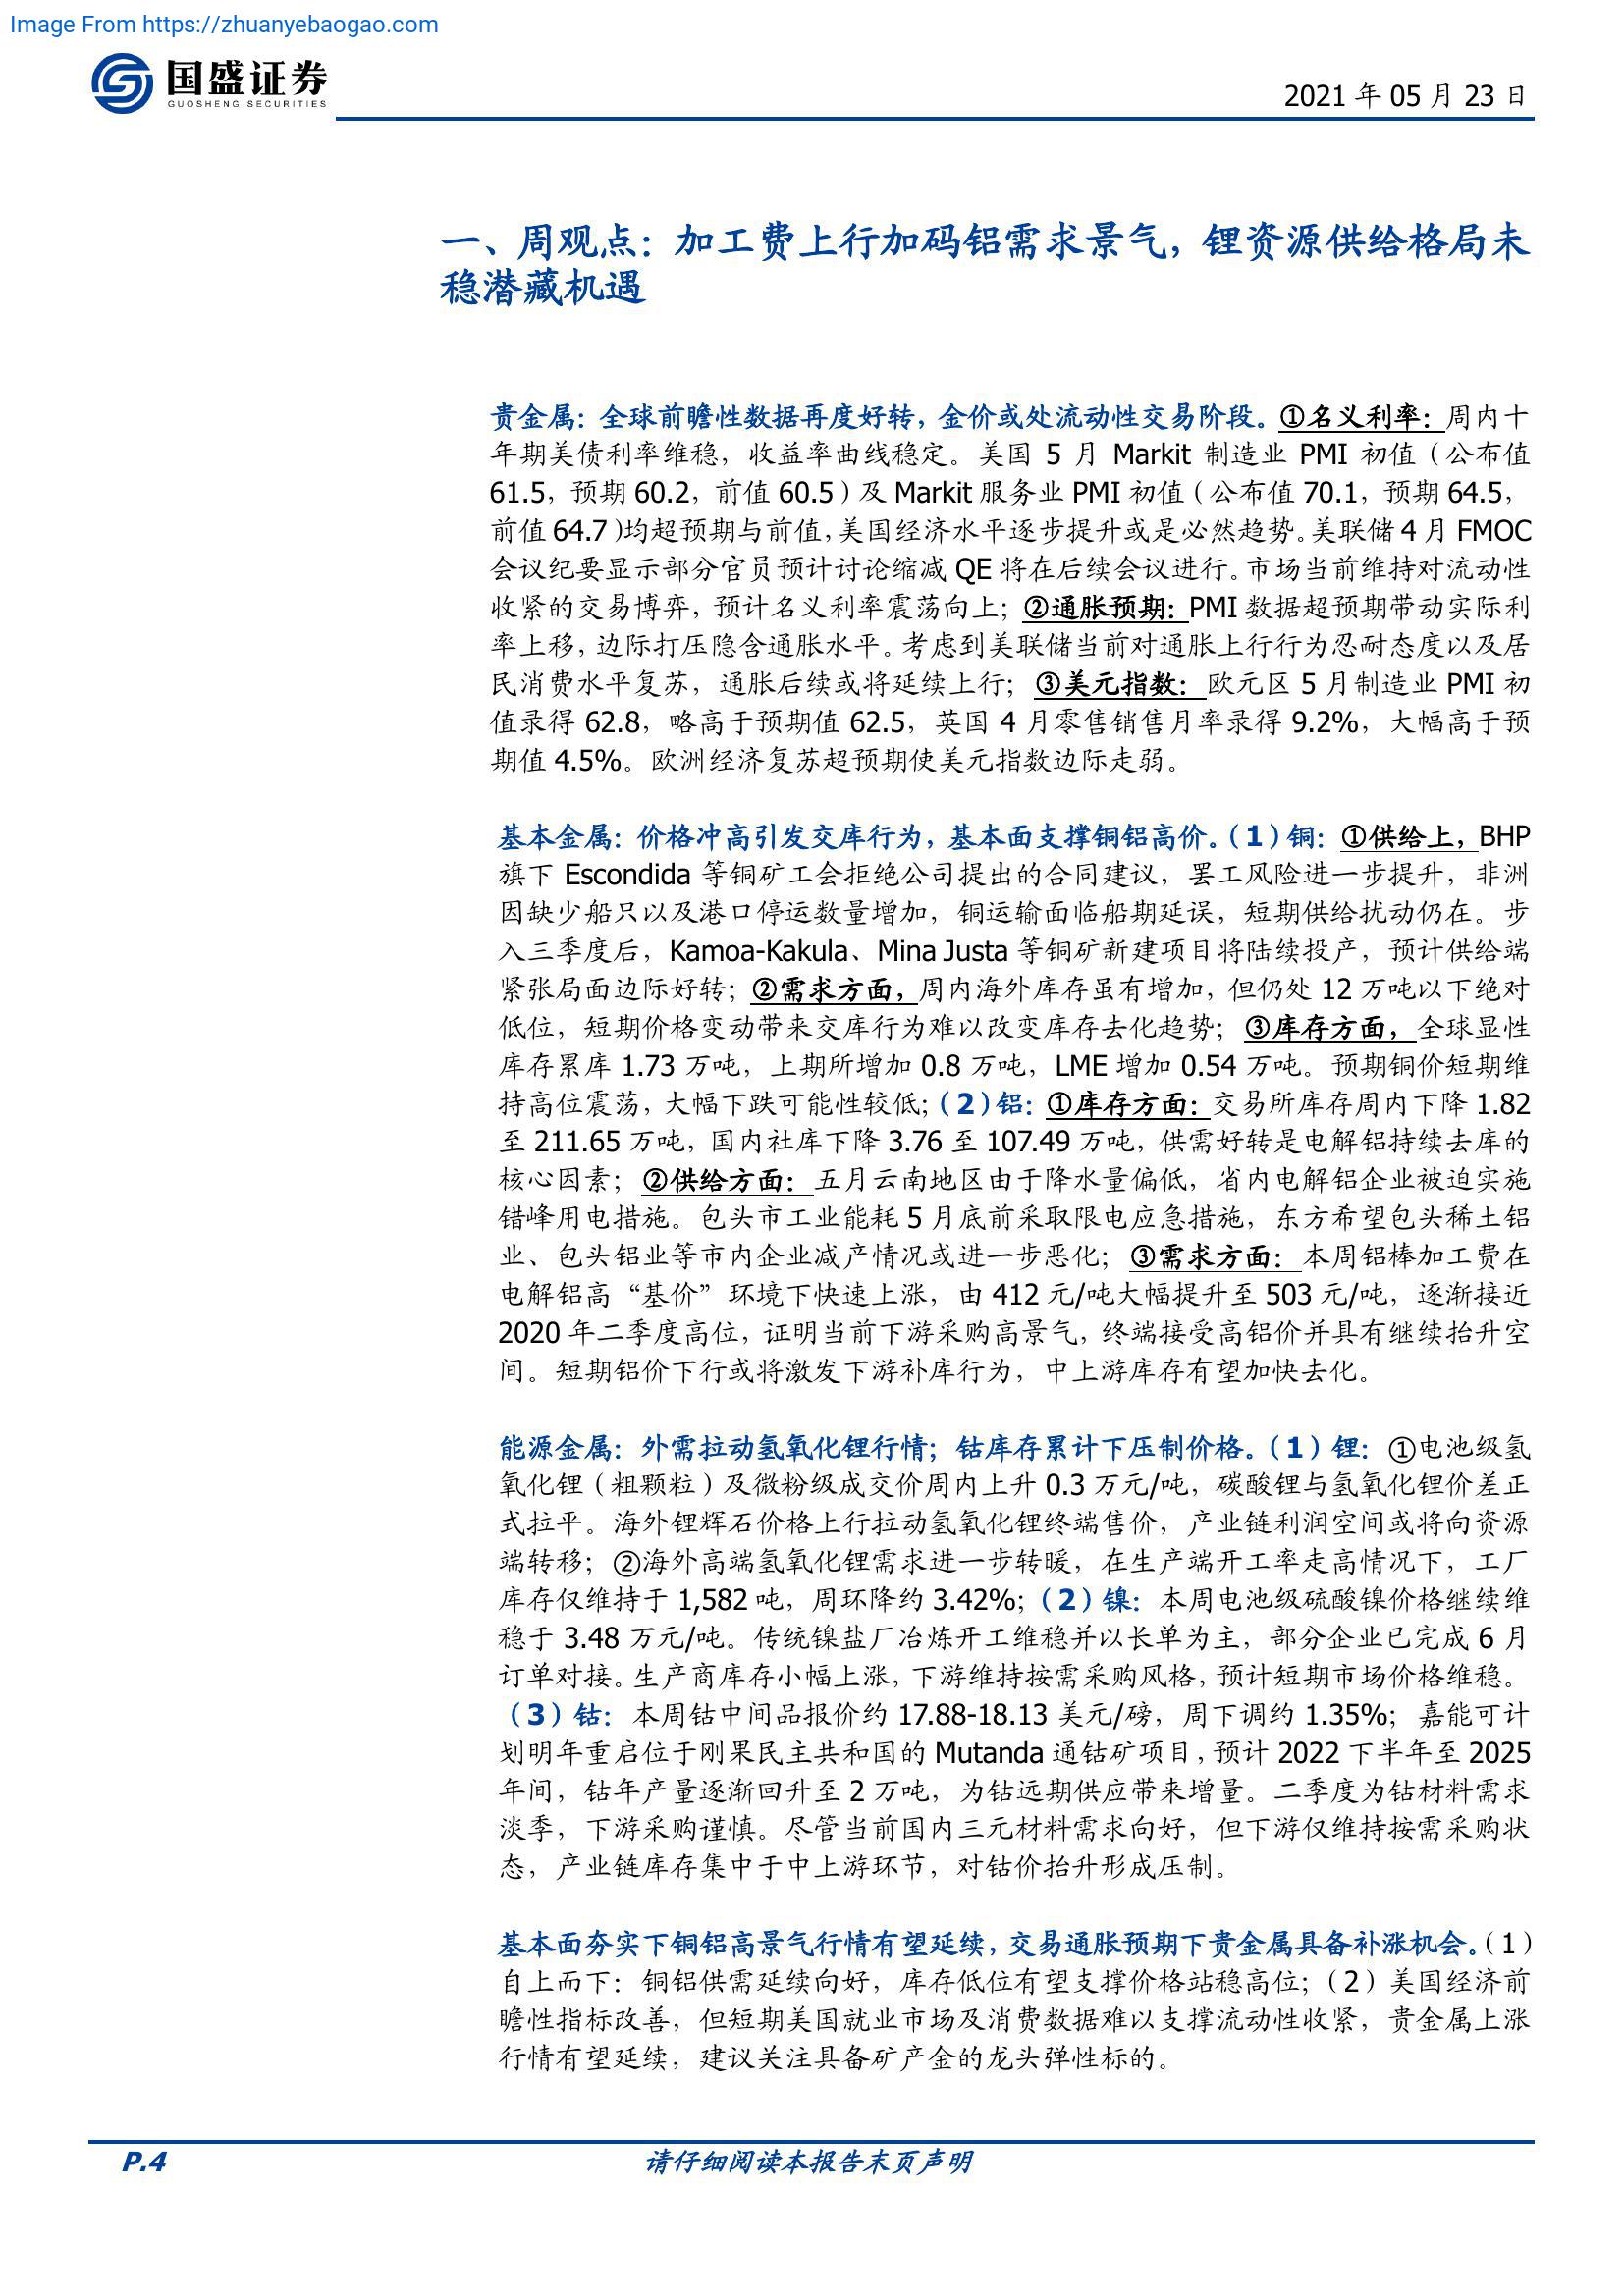 Image From https://zhuanyebaogao.com
国盛证券
GUOSHENG SECURITIES
2021 年 05 月 23 日
一、周观点：加工费上行加码铝需求景气，锂资源供给格局未
稳潜藏机遇
贵金属：全球前瞻性数据再度好转，金价或处流动性交易阶段。①名义利率：周内十
年期美债利率维稳，收益率曲线稳定。美国 5 月 Markit 制造业 PMI 初值（公布值
61.5，预期 60.2，前值 60.5）及 Markit 服务业 PMI 初值（公布值 70.1，预期 64.5，
前值 64.7）均超预期与前值，美国经济水平逐步提升或是必然趋势。美联储 4 月 FMOC
会议纪要显示部分官员预计讨论缩减 QE 将在后续会议进行。市场当前维持对流动性
收紧的交易博弈，预计名义利率震荡向上；②通胀预期：PMI 数据超预期带动实际利
率上移，边际打压隐含通胀水平。考虑到美联储当前对通胀上行行为忍耐态度以及居
民消费水平复苏，通胀后续或将延续上行；③美元指数：欧元区 5 月制造业 PMI 初
值录得 62.8，略高于预期值 62.5，英国 4 月零售销售月率录得 9.2%，大幅高于预
期值 4.5%。欧洲经济复苏超预期使美元指数边际走弱。
基本金属：价格冲高引发交库行为，基本面支撑铜铝高价。（1）铜：①供给上，BHP
旗下 Escondida 等铜矿工会拒绝公司提出的合同建议，罢工风险进一步提升，非洲
因缺少船只以及港口停运数量增加，铜运输面临船期延误，短期供给扰动仍在。步
入三季度后，Kamoa-Kakula、Mina Justa 等铜矿新建项目将陆续投产，预计供给端
紧张局面边际好转；②需求方面，周内海外库存虽有增加，但仍处 12 万吨以下绝对
低位，短期价格变动带来交库行为难以改变库存去化趋势；③库存方面，全球显性
库存累库 1.73 万吨，上期所增加 0.8 万吨，LME 增加 0.54 万吨。预期铜价短期维
持高位震荡，大幅下跌可能性较低；（2）铝：①库存方面：交易所库存周内下降 1.82
至 211.65 万吨，国内社库下降 3.76 至 107.49 万吨，供需好转是电解铝持续去库的
核心因素；②供给方面：五月云南地区由于降水量偏低，省内电解铝企业被迫实施
错峰用电措施。包头市工业能耗 5 月底前采取限电应急措施，东方希望包头稀土铝
业、包头铝业等市内企业减产情况或进一步恶化；③需求方面：本周铝棒加工费在
电解铝高“基价”环境下快速上涨，由 412 元/吨大幅提升至 503 元/吨，逐渐接近
2020 年二季度高位，证明当前下游采购高景气，终端接受高铝价并具有继续抬升空
间。短期铝价下行或将激发下游补库行为，中上游库存有望加快去化。
能源金属：外需拉动氢氧化锂行情；钴库存累计下压制价格。（1）锂：①电池级氢
氧化锂（粗颗粒）及微粉级成交价周内上升 0.3 万元/吨，碳酸锂与氢氧化锂价差正
式拉平。海外锂辉石价格上行拉动氢氧化锂终端售价，产业链利润空间或将向资源
端转移；②海外高端氢氧化锂需求进一步转暖，在生产端开工率走高情况下，工厂
库存仅维持于 1,582 吨，周环降约 3.42%；（2）镍：本周电池级硫酸镍价格继续维
稳于 3.48 万元/吨。传统镍盐厂冶炼开工维稳并以长单为主，部分企业已完成 6 月
订单对接。生产商库存小幅上涨，下游维持按需采购风格，预计短期市场价格维稳。
（3）钴：本周钴中间品报价约 17.88-18.13 美元/磅，周下调约 1.35%；嘉能可计
划明年重启位于刚果民主共和国的 Mutanda 通钴矿项目，预计 2022 下半年至 2025
年间，钴年产量逐渐回升至 2 万吨，为钴远期供应带来增量。二季度为钴材料需求
淡季，下游采购谨慎。尽管当前国内三元材料需求向好，但下游仅维持按需采购状
态，产业链库存集中于中上游环节，对钴价抬升形成压制。
基本面夯实下铜铝高景气行情有望延续，交易通胀预期下贵金属具备补涨机会。（1）
自上而下：铜铝供需延续向好，库存低位有望支撑价格站稳高位；（2）美国经济前
瞻性指标改善，但短期美国就业市场及消费数据难以支撑流动性收紧，贵金属上涨
行情有望延续，建议关注具备矿产金的龙头弹性标的。
P.4
请仔细阅读本报告末页声明